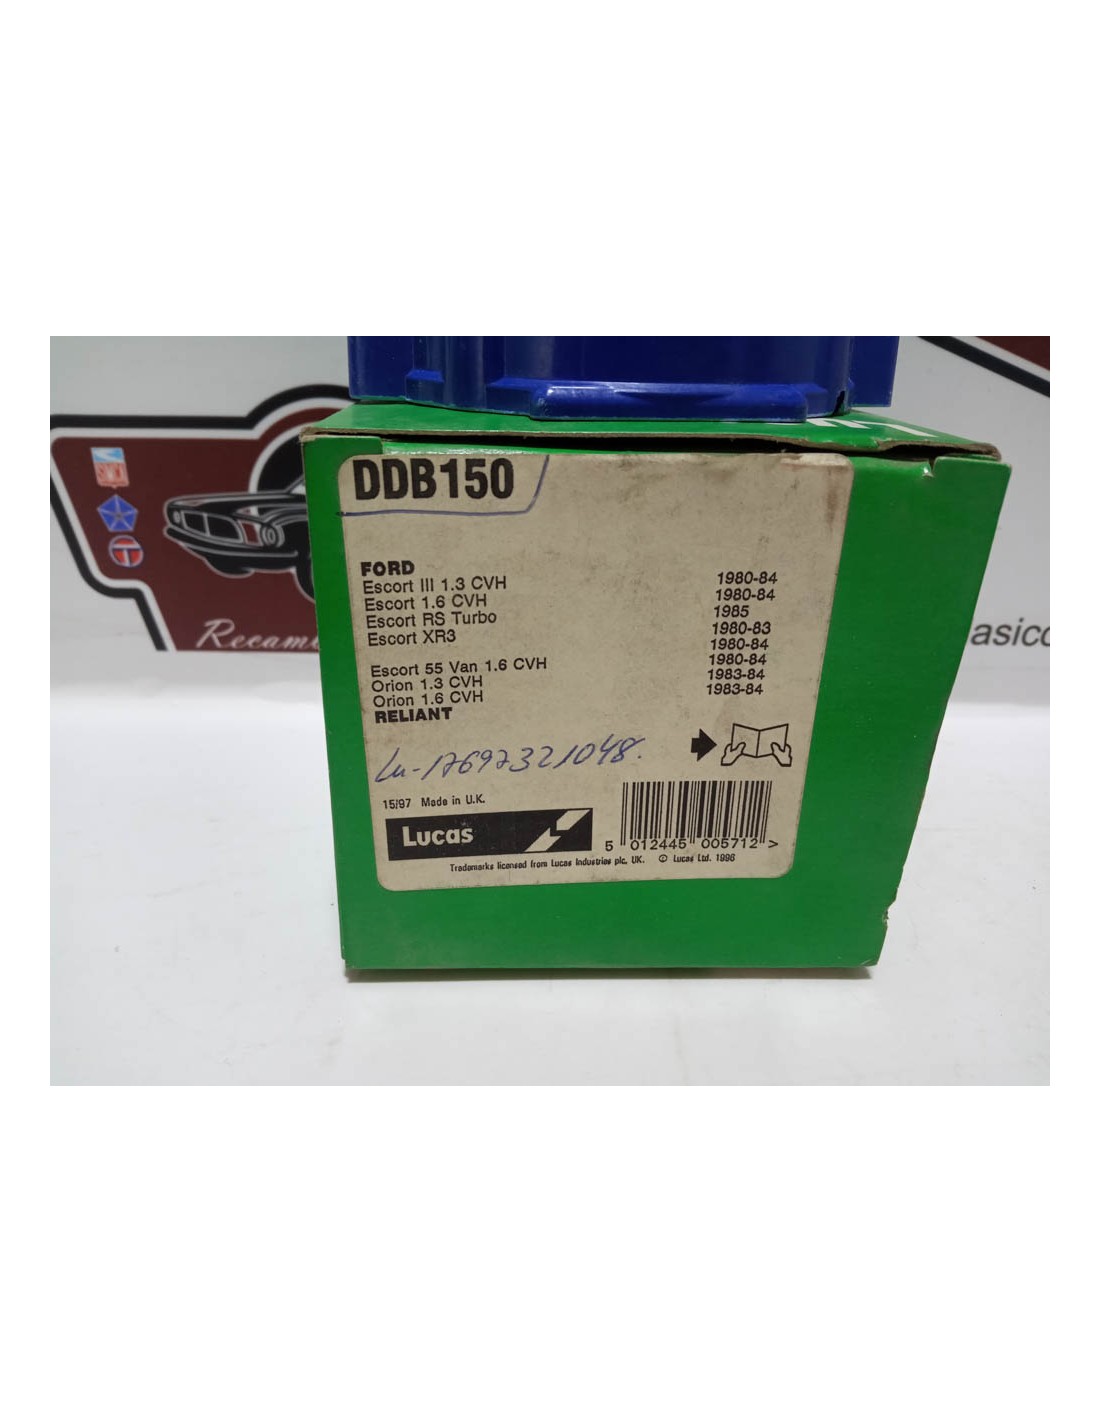 DDB150
FORD
Escort III 1.3 CVH 1980-84
Escort 1.6 CVH 1980-84
Escort RS Turbo 1985
Escort XR3 1980-83
1980-84
Escort 55 Van 1.6 CVH 1980-84
Orion 1.3 CVH 1983-84
Orion 1.6 CVH 1983-84
RELIANT
Lu-17697321048.
15/97 Made in U.K.
Lucas
5 012445 005712 >
Trademarks licensed from Lucas Industries plc, UK. © Lucas Ltd. 1996
SIMCA
Recam
asico